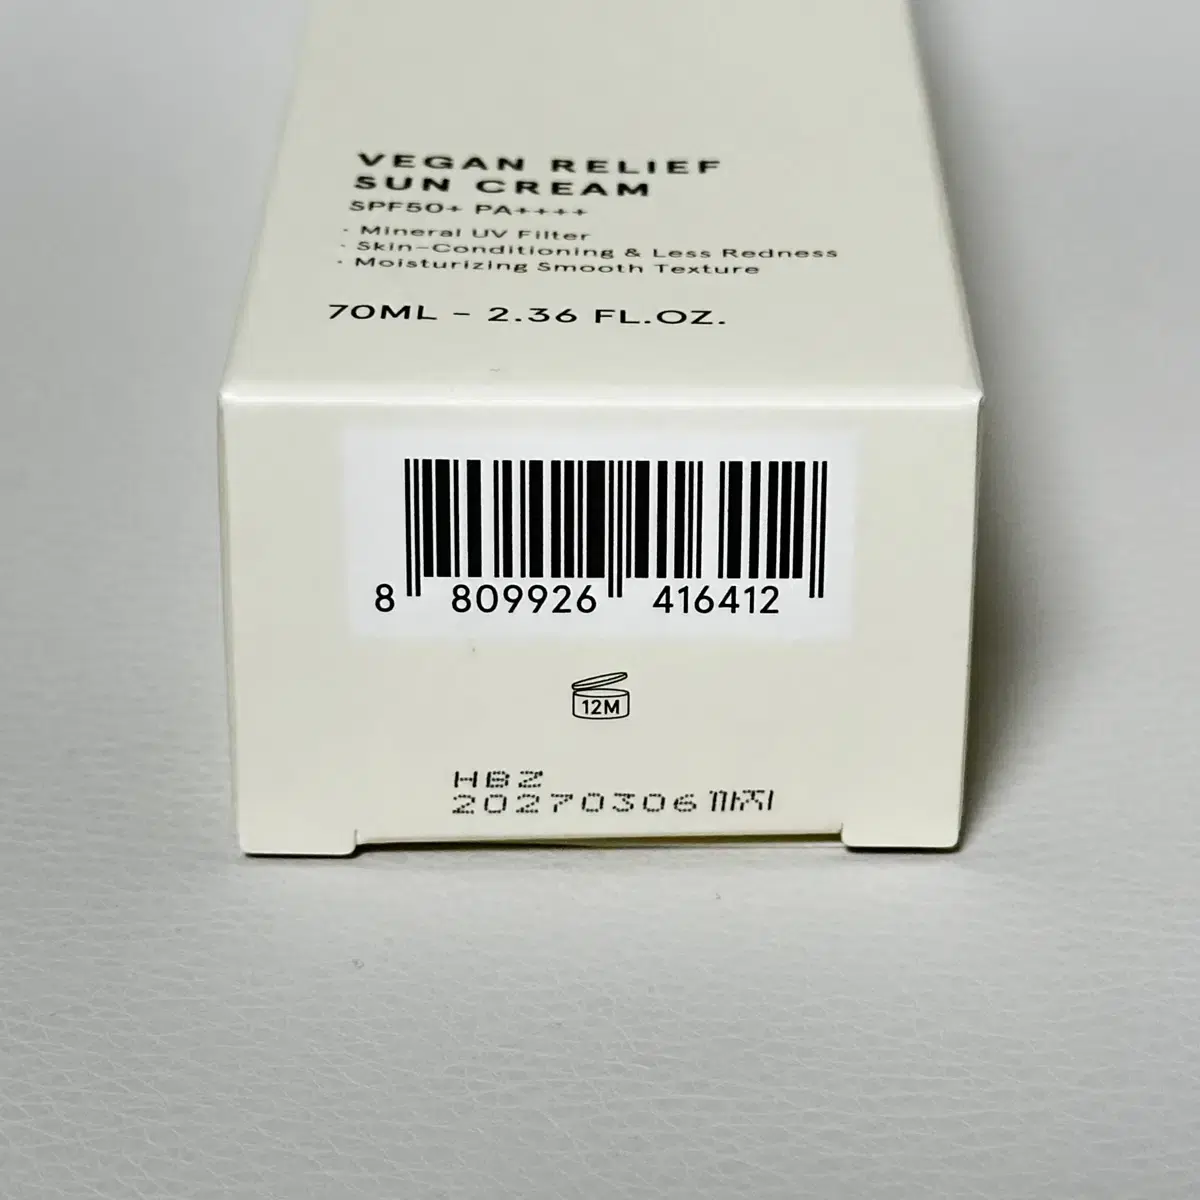 VEGAN RELIEF
SUN CREAM
SPF50+ PA++++
· Mineral UV Filter
· Skin-Conditioning & Less Redness
· Moisturizing Smooth Texture
70ML - 2.36 FL.OZ.
8 809926 416412
12M
HBZ
20270306까지